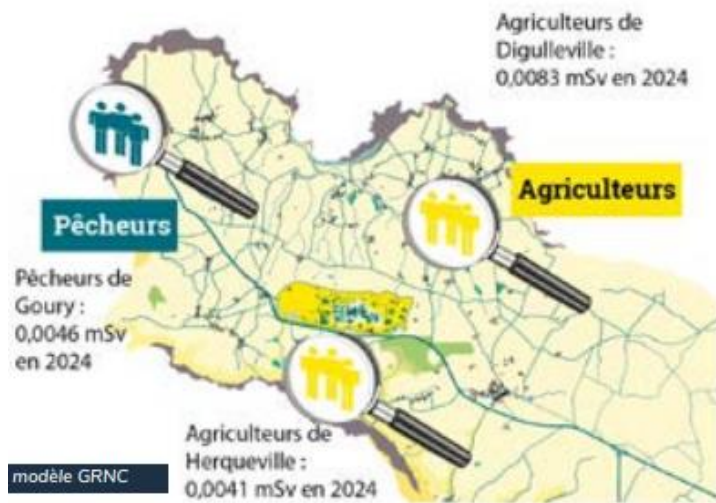 Agriculteurs de
Digulleville :
0,0083 mSv en 2024
Agriculteurs
Pêcheurs
Pêcheurs de
Goury :
0,0046 mSv
en 2024
Agriculteurs de
Herqueville :
0,0041 mSv en 2024
modèle GRNC